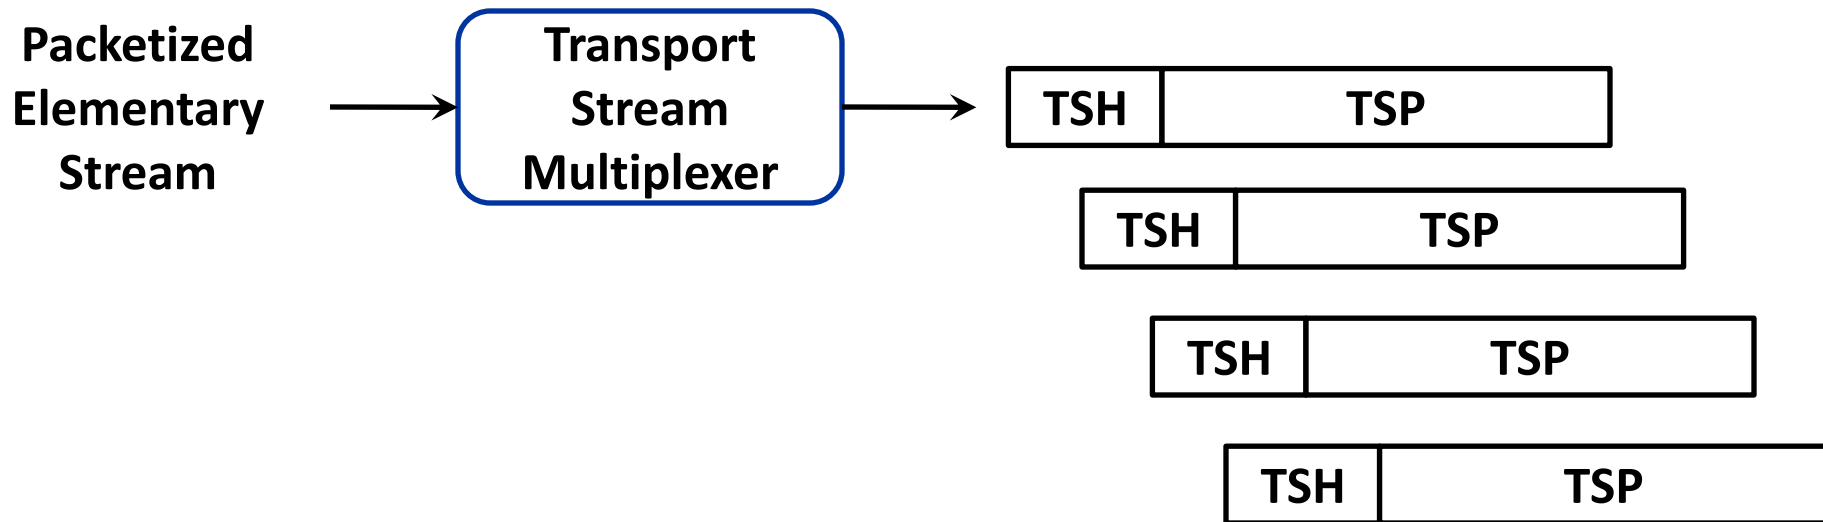 Packetized
Elementary
Stream
Transport
Stream
Multiplexer
TSH TSP
TSH TSP
TSH TSP
TSH TSP